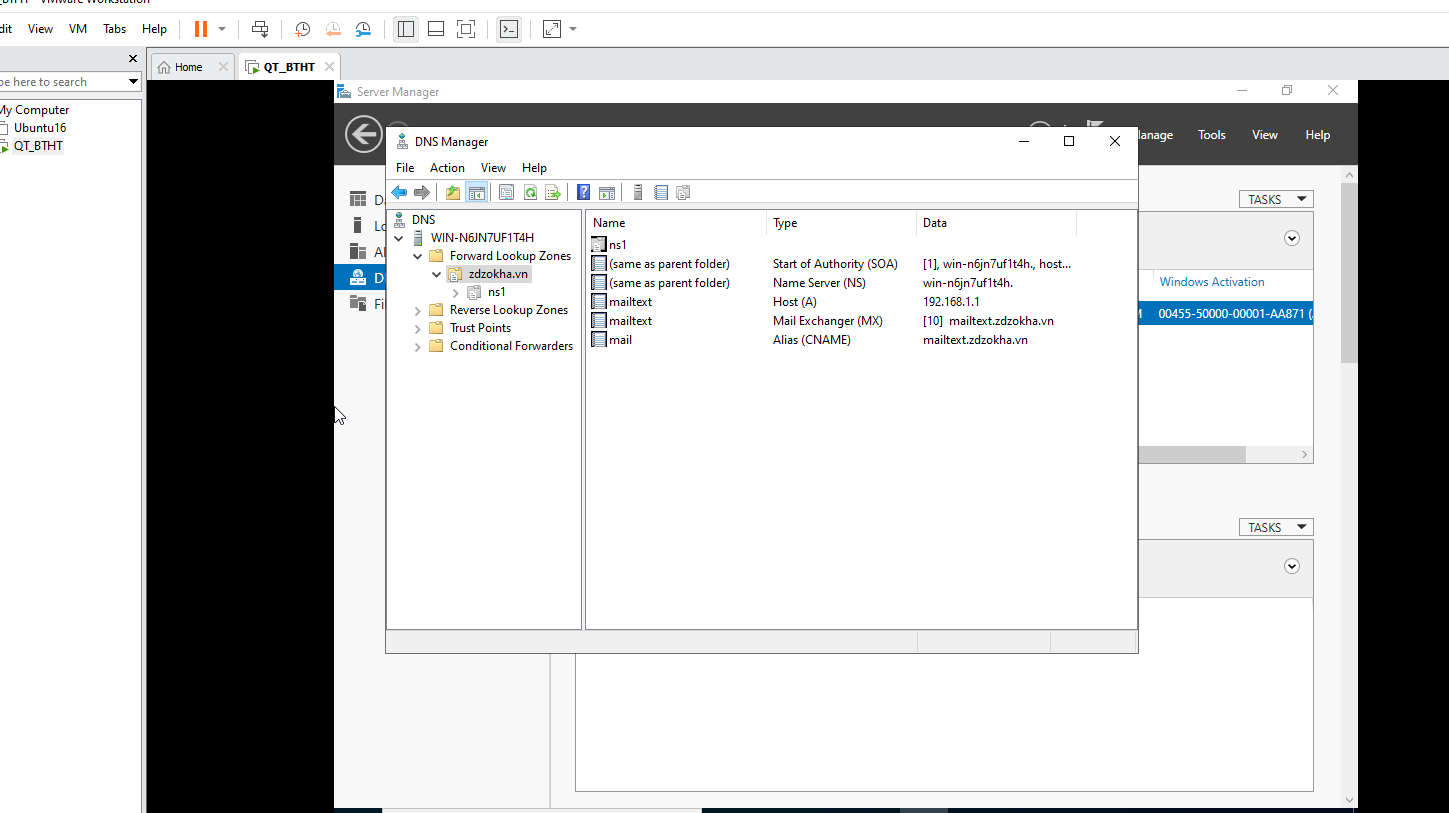 VMware Workstation
View VM Tabs Help
Home
QT_BTHT
here to search
My Computer
Ubuntu16
QT_BTHT
Server Manager
Tools View Help
DNS Manager
File Action View Help
TASKS
DNS
WIN-N6JN7UF1T4H
Forward Lookup Zones
zdzokha.vn
ns1
Reverse Lookup Zones
Trust Points
Conditional Forwarders
Name Type Data
ns1
(same as parent folder) Start of Authority (SOA) [1], win-n6jn7uf1t4h., host...
(same as parent folder) Name Server (NS) win-n6jn7uf1t4h.
mailtext Host (A) 192.168.1.1
mailtext Mail Exchanger (MX) [10] mailtext.zdzokha.vn
mail Alias (CNAME) mailtext.zdzokha.vn
Windows Activation
00455-50000-00001-AA871 (
TASKS